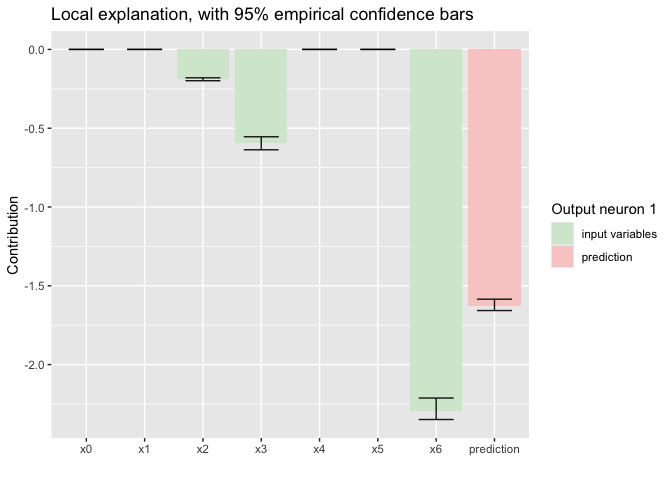 Local explanation, with 95% empirical confidence bars
0.0
-0.5
-1.0
-1.5
-2.0
Contribution
x0 x1 x2 x3 x4 x5 x6 prediction
Output neuron 1
input variables
prediction